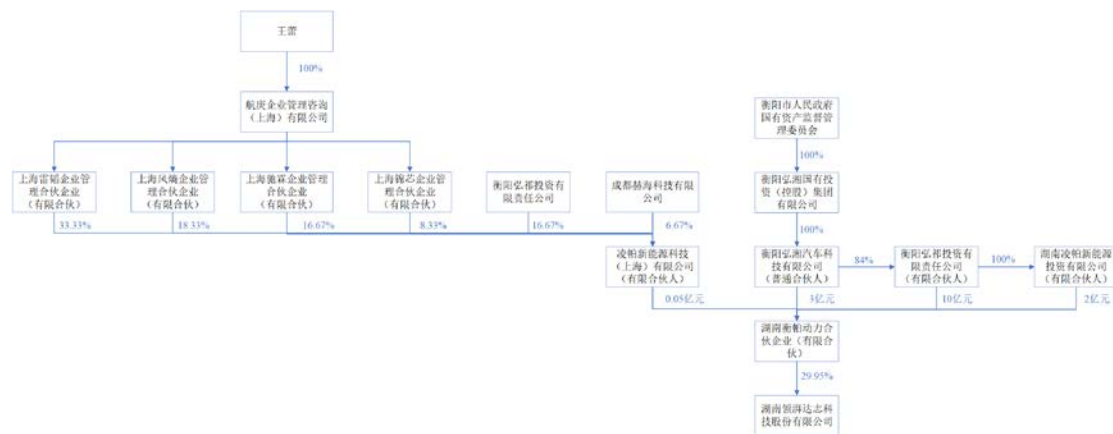 王蕾
100%
航庚企业管理咨询
（上海）有限公司
衡阳市人民政府
国有资产监督管
理委员会
100%
上海雷韬企业管
理合伙企业
（有限合伙）
上海风熵企业管
理合伙企业
（有限合伙）
上海驰霖企业管
理合伙企业
（有限合伙）
上海锦芯企业管
理合伙企业
（有限合伙）
衡阳弘祁投资有
限责任公司
成都赫海科技有限
公司
衡阳弘湘国有投
资（控股）集团
有限公司
33.33%
18.33%
16.67%
8.33%
16.67%
6.67%
100%
凌帕新能源科技
（上海）有限公司
（有限合伙人）
衡阳弘湘汽车科
技有限公司
（普通合伙人）
84%
衡阳弘祁投资有
限责任公司
（有限合伙人）
100%
湖南凌帕新能源
投资有限公司
（有限合伙人）
0.05亿元
3亿元
10亿元
2亿元
湖南衡帕动力合
伙企业（有限合
伙）
29.95%
湖南领湃达志科
技股份有限公司